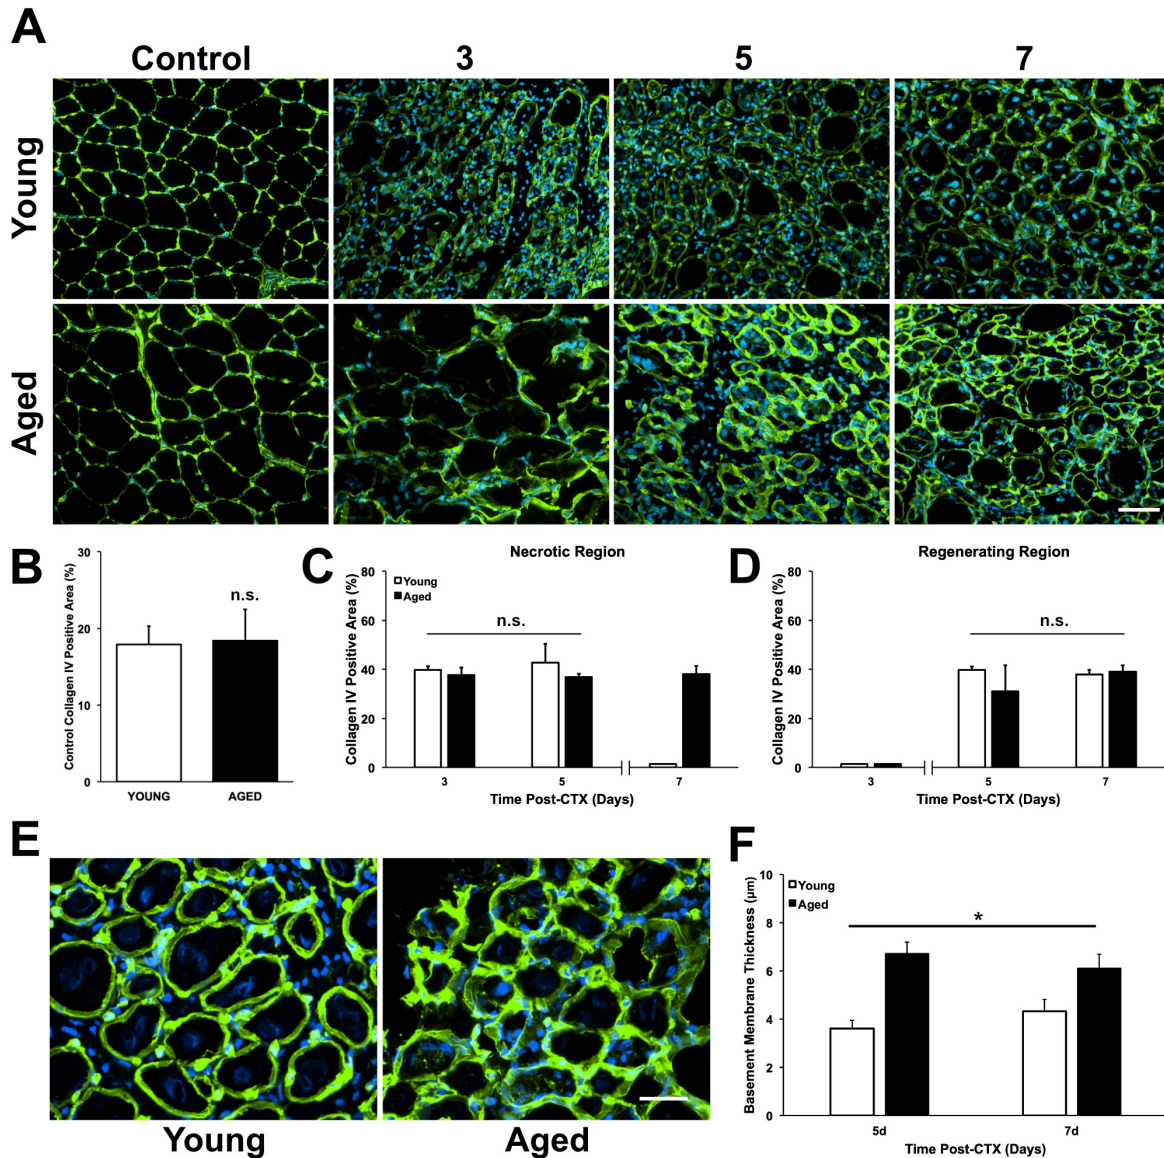 A
Control
3
5
7
Young
Aged
B
Control Collagen IV Positive Area (%)
30
20
10
0
n.s.
YOUNG
AGED
C
Necrotic Region
Collagen IV Positive Area (%)
80
60
40
20
0
Young
Aged
n.s.
3
5
7
Time Post-CTX (Days)
D
Regenerating Region
Collagen IV Positive Area (%)
80
60
40
20
0
n.s.
3
5
7
Time Post-CTX (Days)
E
Young
Aged
F
Basement Membrane Thickness (µm)
10
8
6
4
2
0
Young
Aged
*
5d
7d
Time Post-CTX (Days)